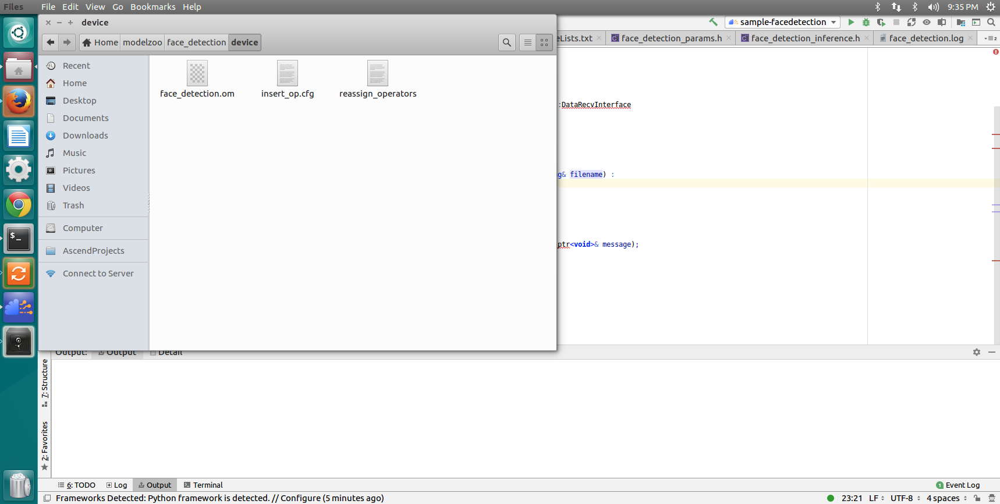 Files File Edit View Go Bookmarks Help 9:35 PM
device
sample-facedetection
Home modelzoo face_detection device
eLists.txt face_detection_params.h face_detection_inference.h face_detection.log
Recent
Home
Desktop
Documents
Downloads
Music
Pictures
Videos
Trash
Computer
AscendProjects
Connect to Server
face_detection.om insert_op.cfg reassign_operators
:DataRecvInterface
g& filename) :
ptr<void>& message);
Output: Output Detail
7: Structure
2: Favorites
6: TODO Log Output Terminal 1 Event Log
Frameworks Detected: Python framework is detected. // Configure (5 minutes ago) 23:21 LF UTF-8 4 spaces